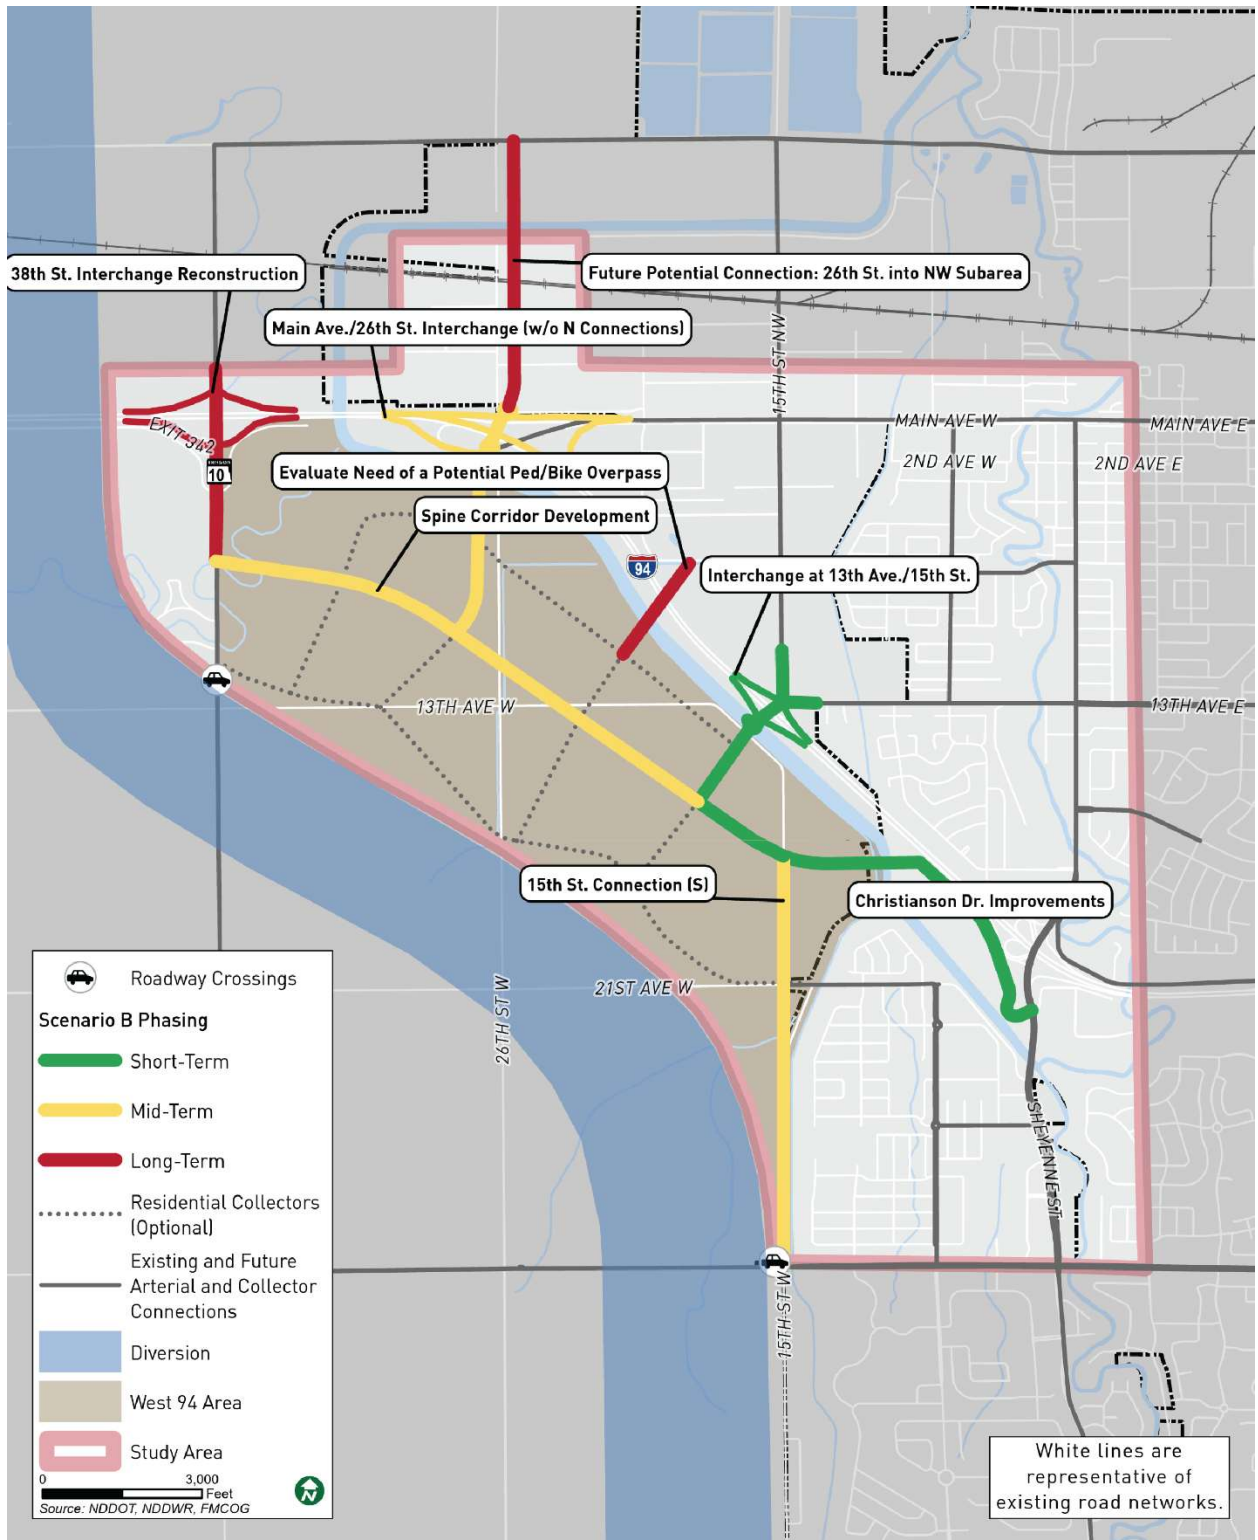 38th St. Interchange Reconstruction
Future Potential Connection: 26th St. into NW Subarea
Main Ave./26th St. Interchange (w/o N Connections)
15TH ST NW
EXIT 342
MAIN AVE W
MAIN AVE E
2ND AVE W
2ND AVE E
10
Evaluate Need of a Potential Ped/Bike Overpass
Spine Corridor Development
94
Interchange at 13th Ave./15th St.
13TH AVE W
13TH AVE E
15th St. Connection (S)
Christianson Dr. Improvements
21ST AVE W
26TH ST W
SHEYENNE ST
15TH ST W
Roadway Crossings
Scenario B Phasing
Short-Term
Mid-Term
Long-Term
Residential Collectors
(Optional)
Existing and Future
Arterial and Collector
Connections
Diversion
West 94 Area
Study Area
0 3,000
Feet
N
Source: NDDOT, NDDWR, FMCOG
White lines are
representative of
existing road networks.